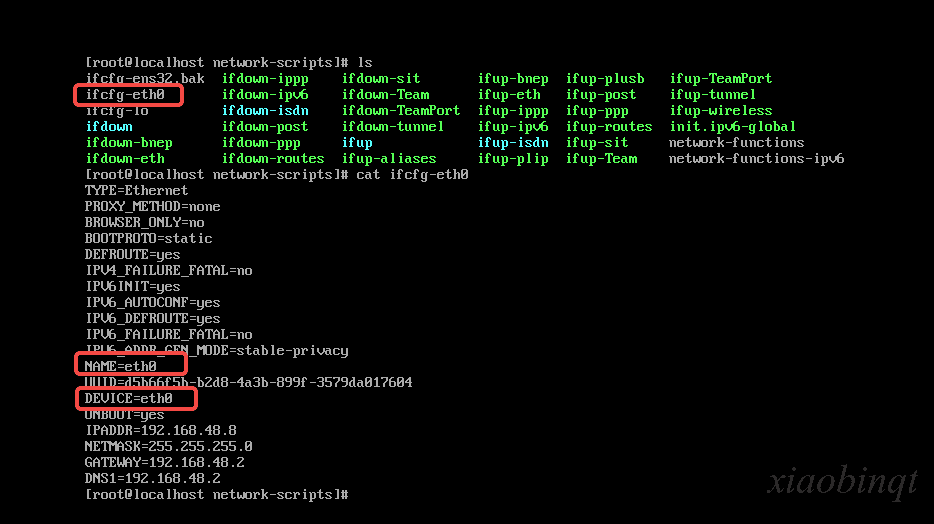 [root@localhost network-scripts]# ls
ifcfg-ens32.bak ifdown-ippp ifdown-sit ifup-bnep ifup-plusb ifup-TeamPort
ifcfg-eth0 ifdown-ipv6 ifdown-Team ifup-eth ifup-post ifup-tunnel
ifcfg-lo ifdown-isdn ifdown-TeamPort ifup-ippp ifup-ppp ifup-wireless
ifdown ifdown-post ifdown-tunnel ifup-ipv6 ifup-routes init.ipv6-global
ifdown-bnep ifdown-ppp ifup ifup-isdn ifup-sit network-functions
ifdown-eth ifdown-routes ifup-aliases ifup-plip ifup-Team network-functions-ipv6
[root@localhost network-scripts]# cat ifcfg-eth0
TYPE=Ethernet
PROXY_METHOD=none
BROWSER_ONLY=no
BOOTPROTO=static
DEFROUTE=yes
IPV4_FAILURE_FATAL=no
IPV6INIT=yes
IPV6_AUTOCONF=yes
IPV6_DEFROUTE=yes
IPV6_FAILURE_FATAL=no
IPV6_ADDR_GEN_MODE=stable-privacy
NAME=eth0
UUID=d5b66f5b-b2d8-4a3b-899f-3579da017604
DEVICE=eth0
ONBOOT=yes
IPADDR=192.168.48.8
NETMASK=255.255.255.0
GATEWAY=192.168.48.2
DNS1=192.168.48.2
[root@localhost network-scripts]#
xiaobinqt